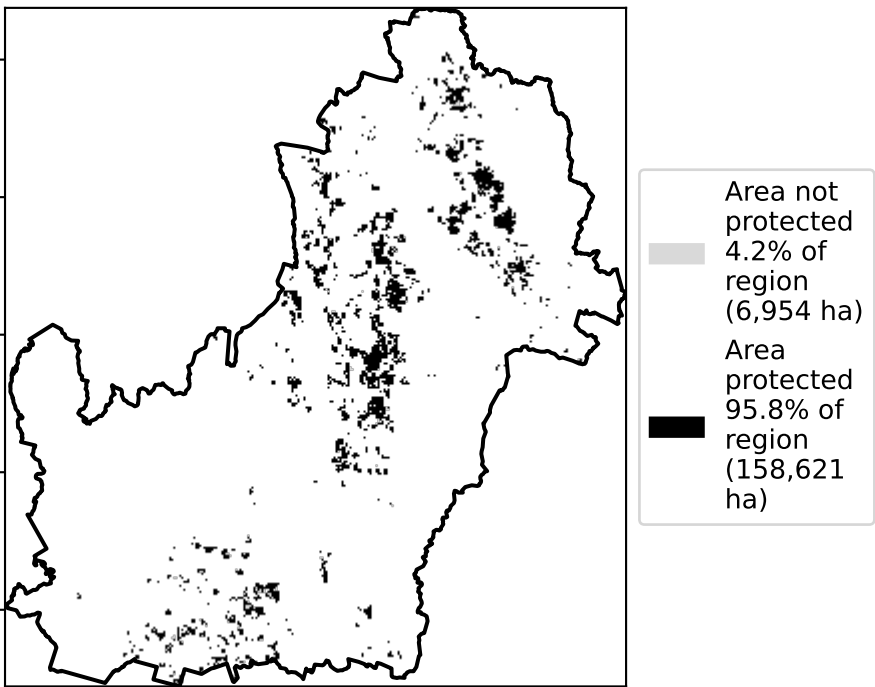 Area not
protected
4.2% of
region
(6,954 ha)
Area
protected
95.8% of
region
(158,621
ha)